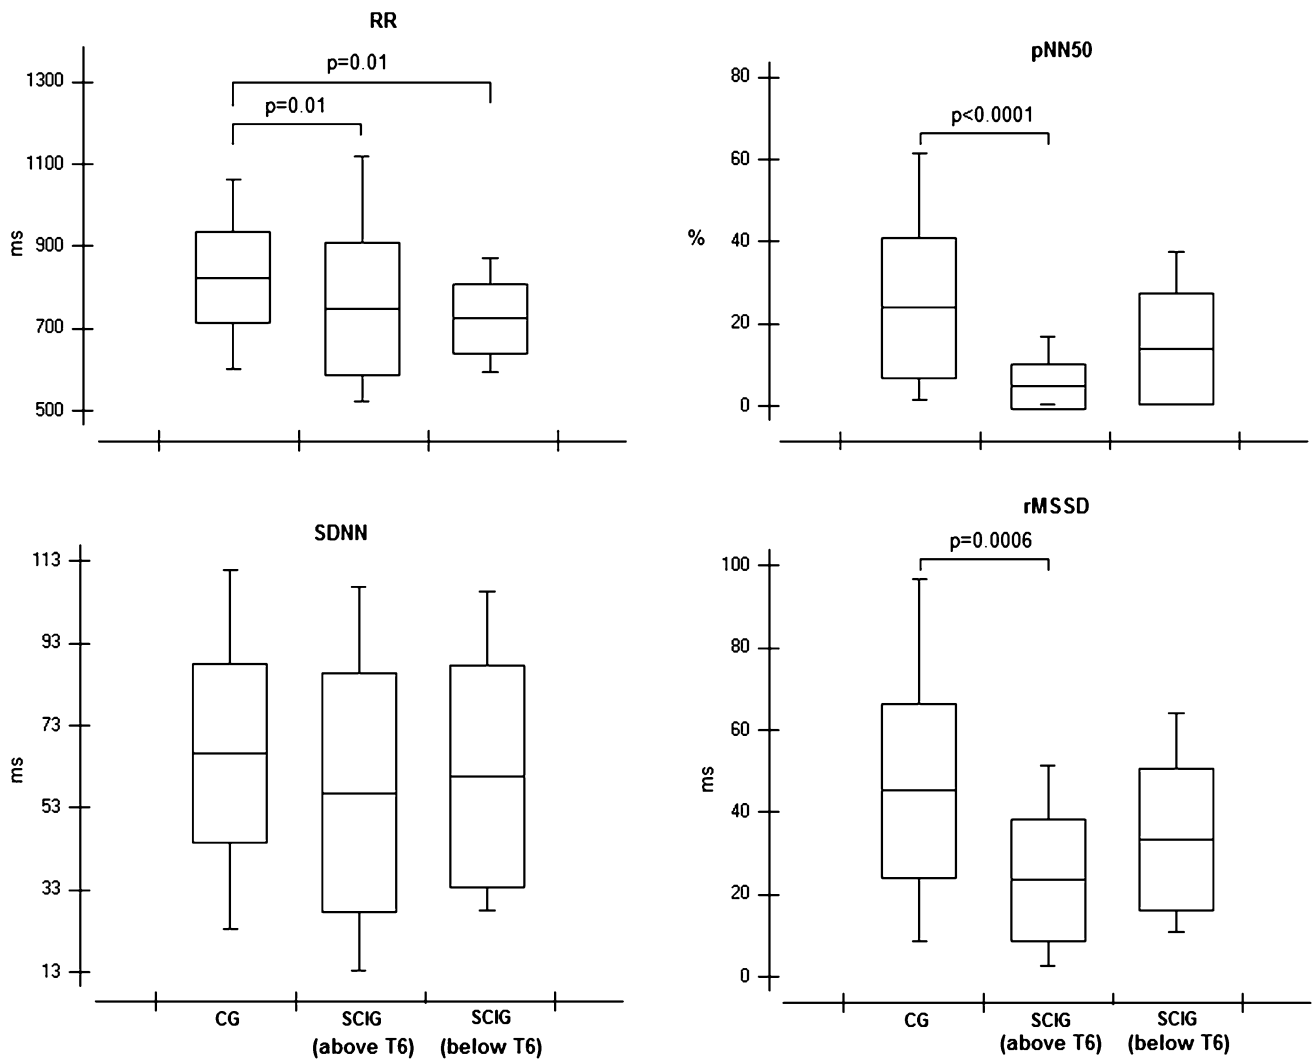 RR
1300
1100
900
700
500
ms
p=0.01
p=0.01
pNN50
80
60
40
20
0
%
p<0.0001
SDNN
113
93
73
53
33
13
ms
CG
SCIG
(above T6)
SCIG
(below T6)
rMSSD
100
80
60
40
20
0
ms
p=0.0006
CG
SCIG
(above T6)
SCIG
(below T6)